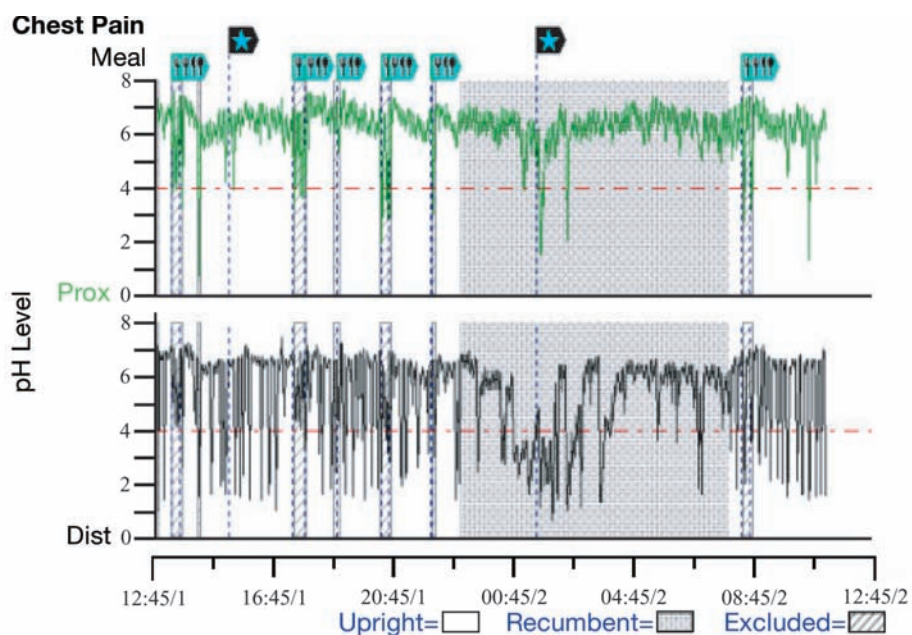 Chest Pain
Meal
8
6
4
2
0
Prox
pH Level
8
6
4
2
0
Dist
12:45/1 16:45/1 20:45/1 00:45/2 04:45/2 08:45/2 12:45/2
Upright= Recumbent= Excluded=